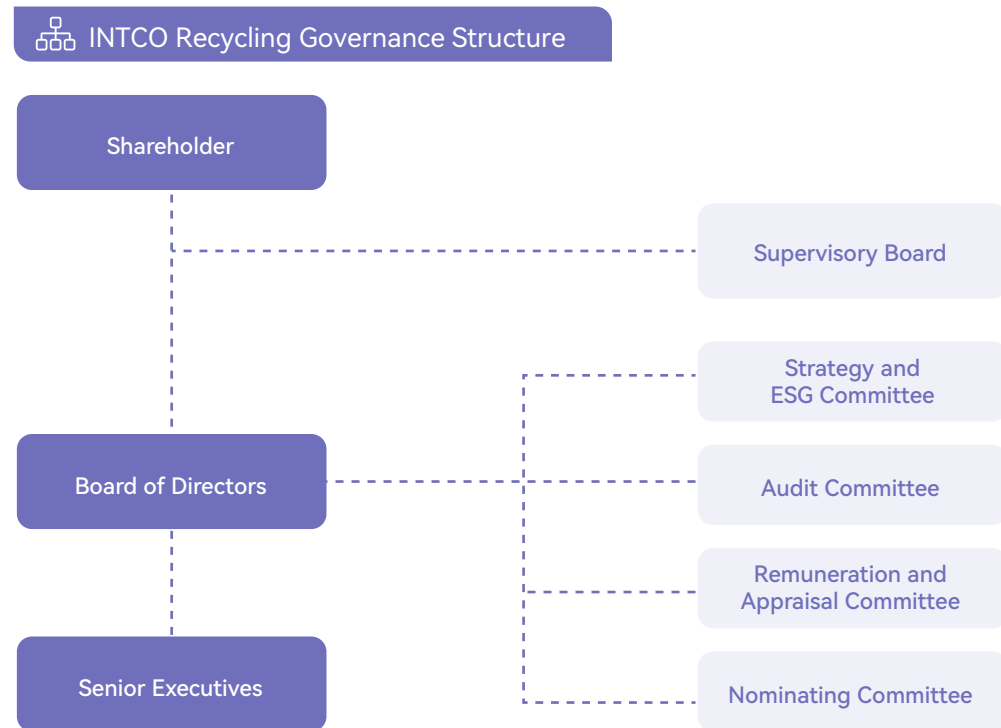 INTCO Recycling Governance Structure
Shareholder
Supervisory Board
Strategy and
ESG Committee
Board of Directors
Audit Committee
Remuneration and
Appraisal Committee
Senior Executives
Nominating Committee